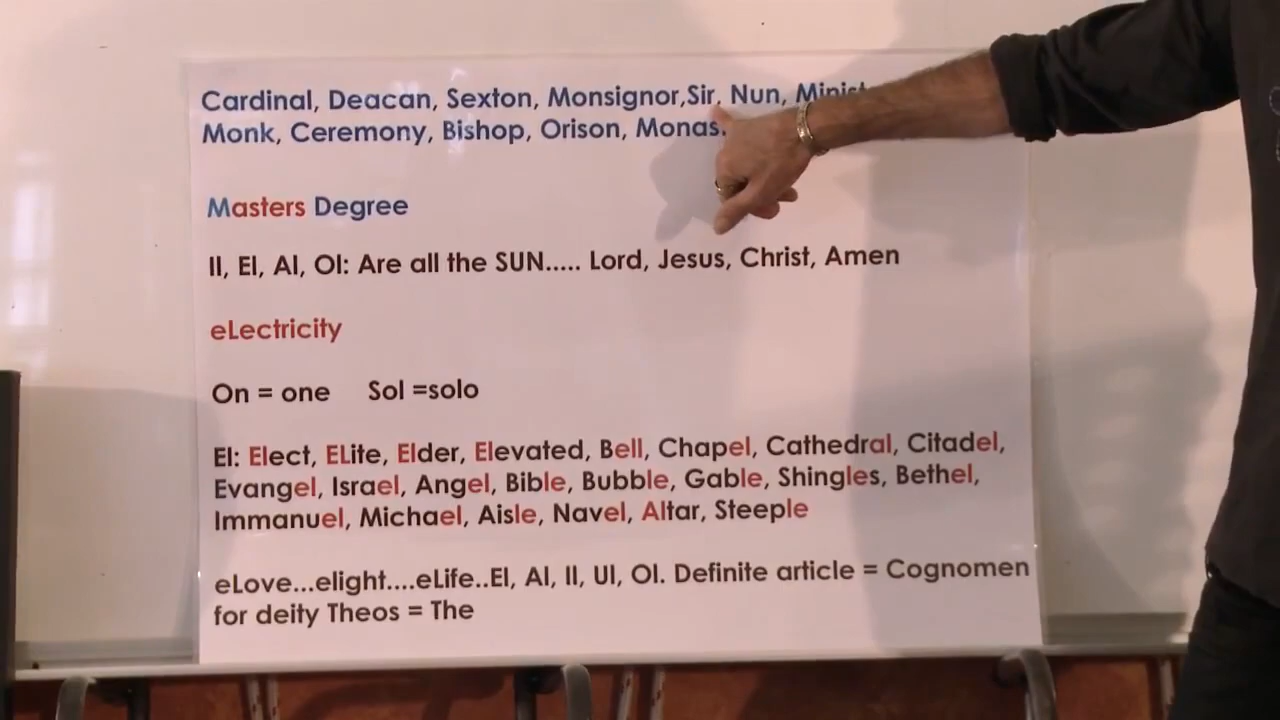 Cardinal, Deacan, Sexton, Monsignor,Sir, Nun,
Monk, Ceremony, Bishop, Orison,
Masters Degree
Il, El, Al, Ol: Are all the SUN..... Lord, Jesus, Christ, Amen
eLectricity
On = one Sol =solo
El: Elect, ELite, Elder, Elevated, Bell, Chapel, Cathedral, Citadel,
Evangel, Israel, Angel, Bible, Bubble, Gable, Shingles, Bethel,
Immanuel, Michael, Aisle, Navel, Altar, Steeple
eLove...elight....eLife..El, Al, Il, Ul, Ol. Definite article = Cognomen
for deity Theos = The